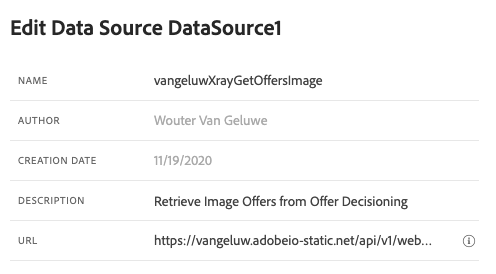 Edit Data Source DataSource1
NAME vangeluwXrayGetOffersImage
AUTHOR Wouter Van Geluwe
CREATION DATE 11/19/2020
DESCRIPTION Retrieve Image Offers from Offer Decisioning
URL https://vangeluw.adobeio-static.net/api/v1/web...